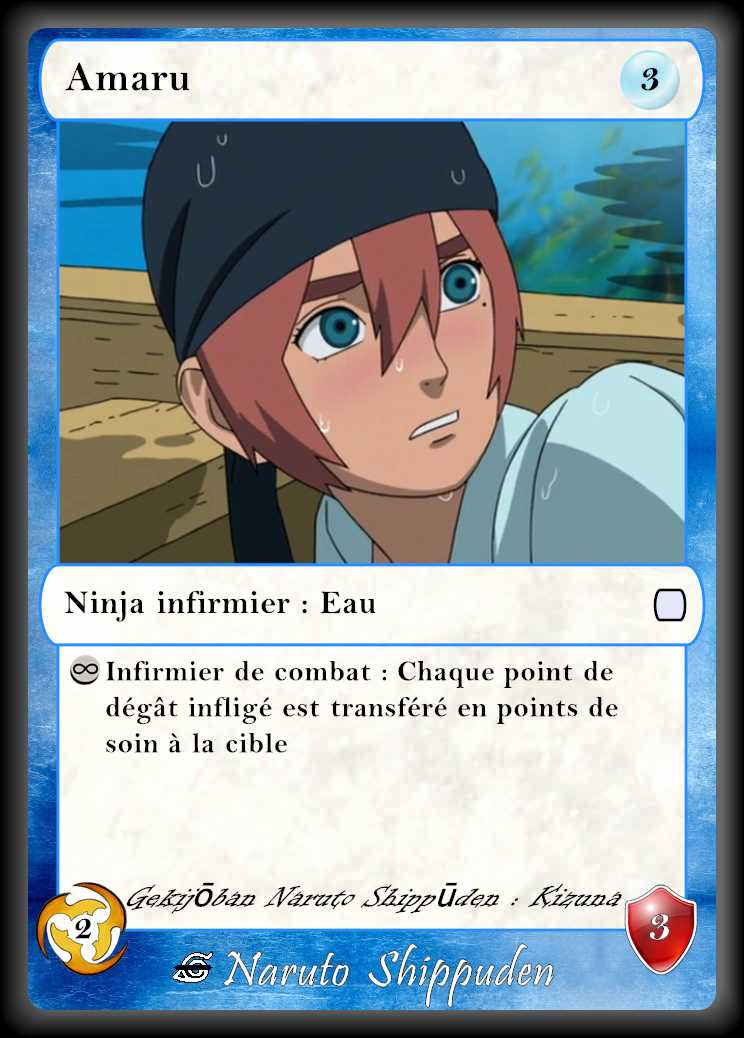 Amaru
3
Ninja infirmier : Eau
Infirmier de combat : Chaque point de
dégât infligé est transféré en points de
soin à la cible
Gekijōban Naruto Shippūden : Kizuna
2
3
Naruto Shippuden